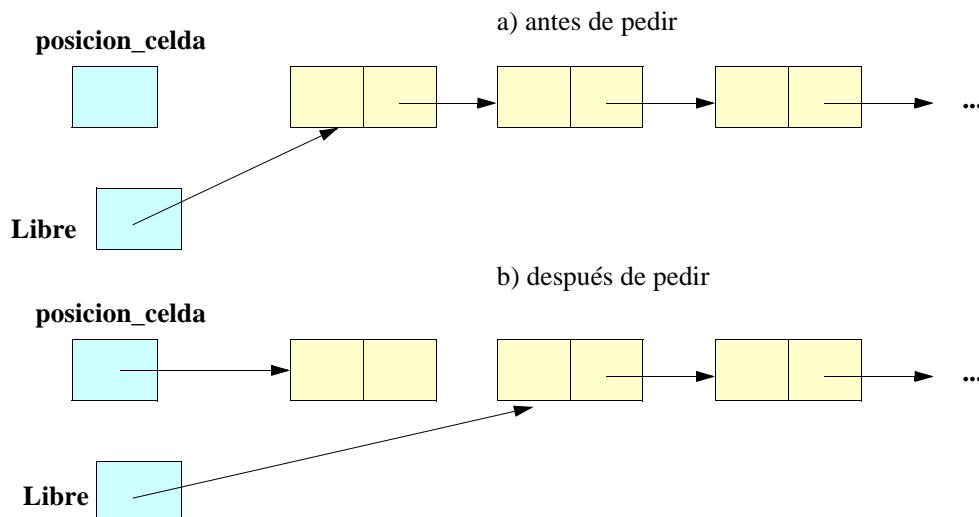 a) antes de pedir
posicion_celda
...
Libre
b) después de pedir
posicion_celda
...
Libre